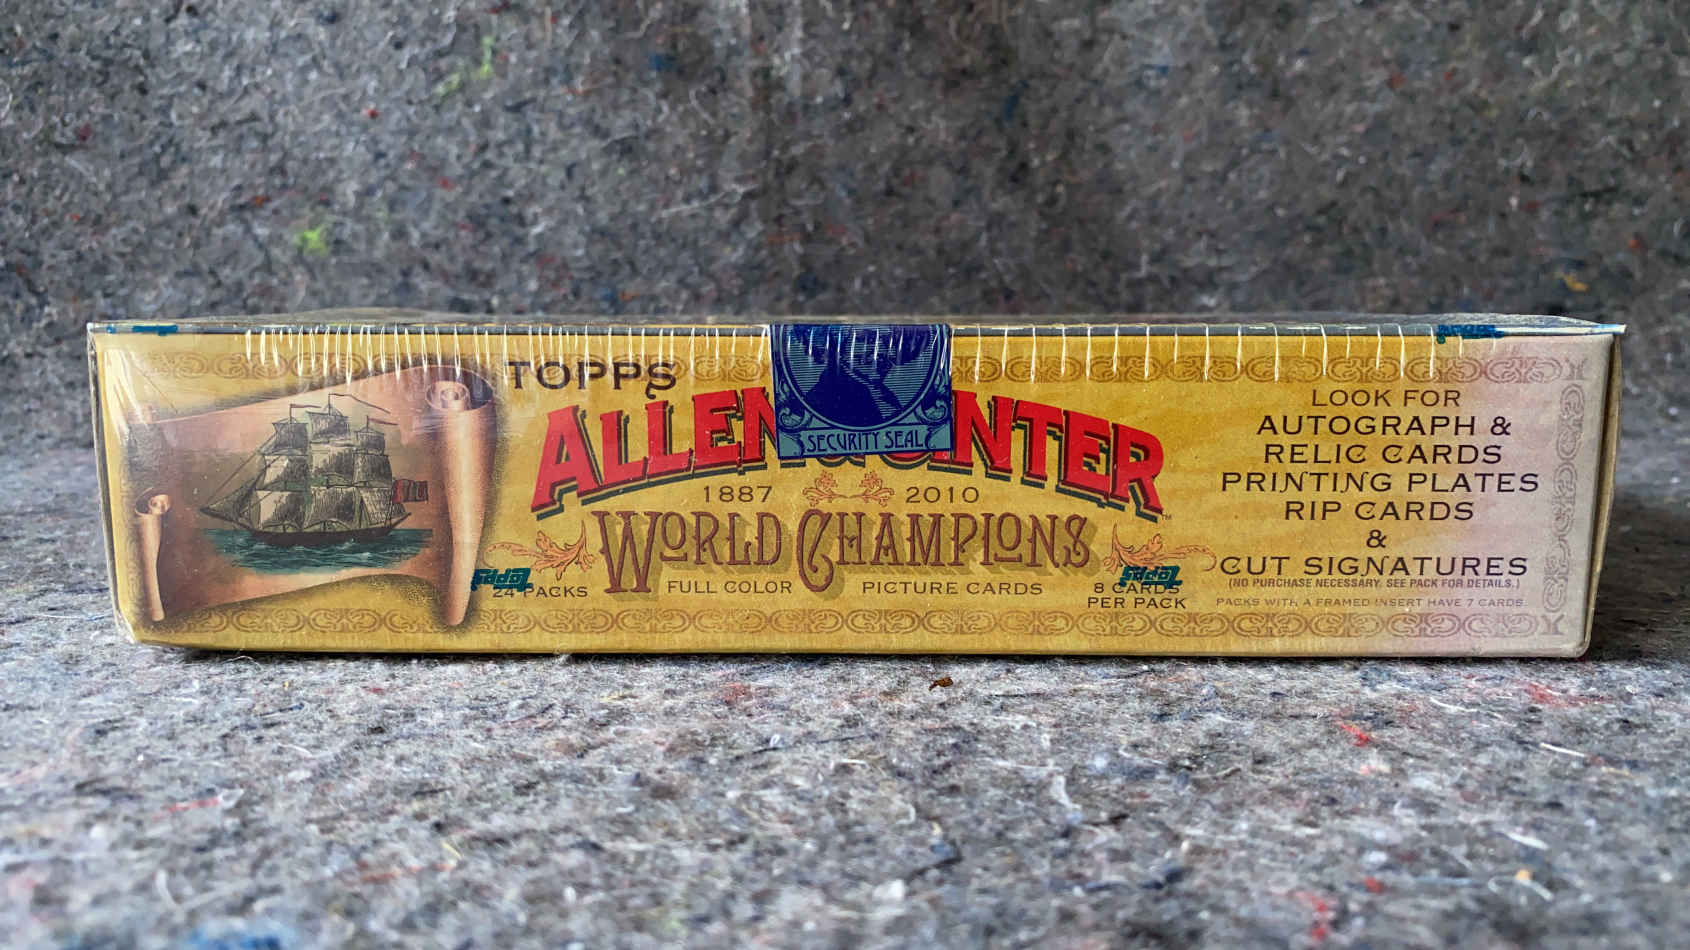 TOPPS
ALLEN GINTER
SECURITY SEAL
1887 2010
WORLD CHAMPIONS
24 PACKS FULL COLOR PICTURE CARDS 8 CARDS
PER PACK
LOOK FOR
AUTOGRAPH &
RELIC CARDS
PRINTING PLATES
RIP CARDS
&
CUT SIGNATURES
(NO PURCHASE NECESSARY. SEE PACK FOR DETAILS.)
PACKS WITH A FRAMED INSERT HAVE 7 CARDS.